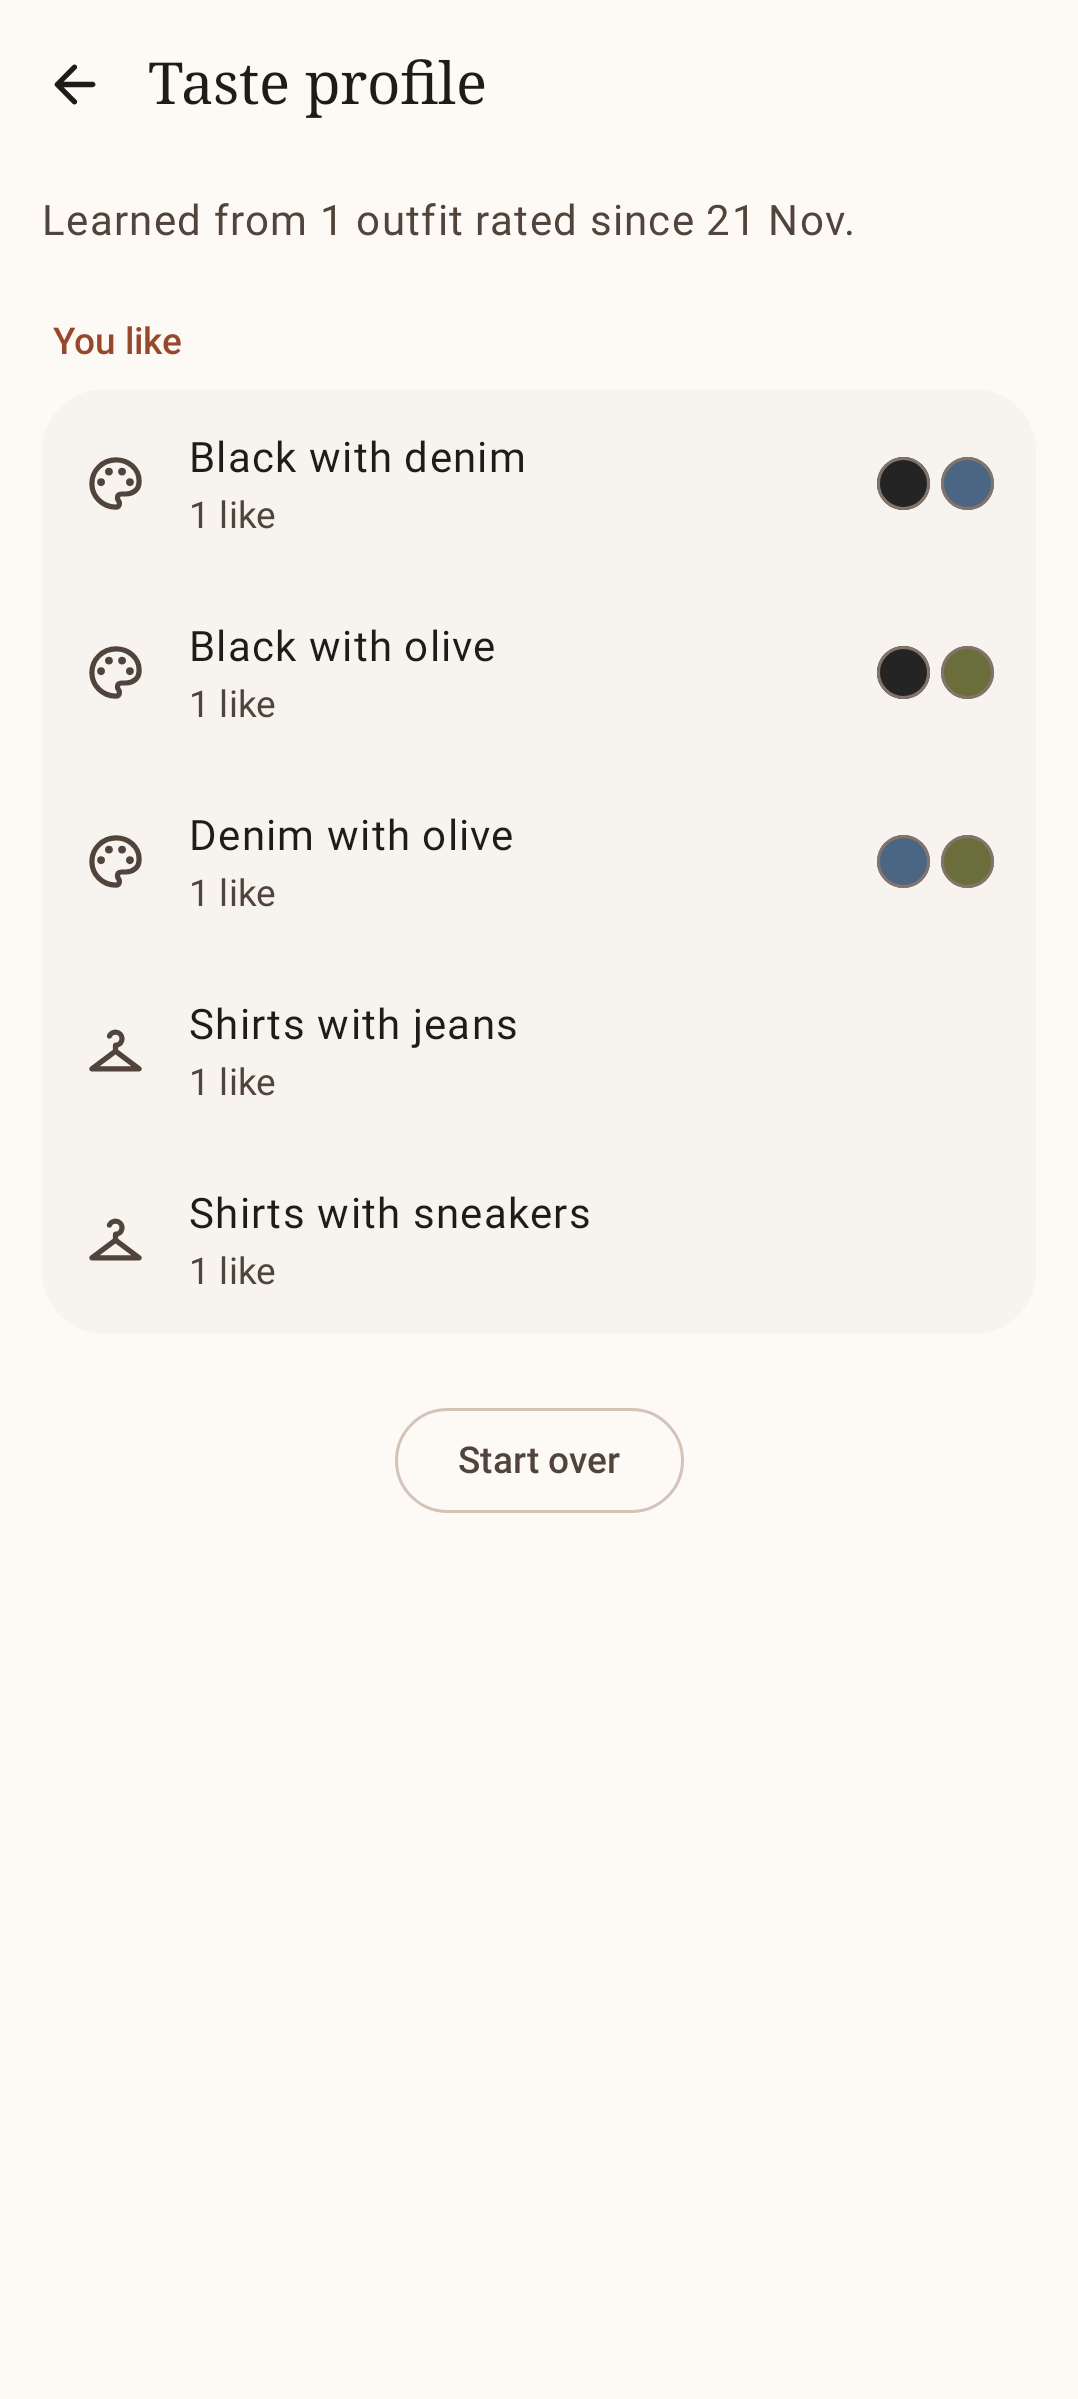 Taste profile
Learned from 1 outfit rated since 21 Nov.
You like
Black with denim
1 like
Black with olive
1 like
Denim with olive
1 like
Shirts with jeans
1 like
Shirts with sneakers
1 like
Start over